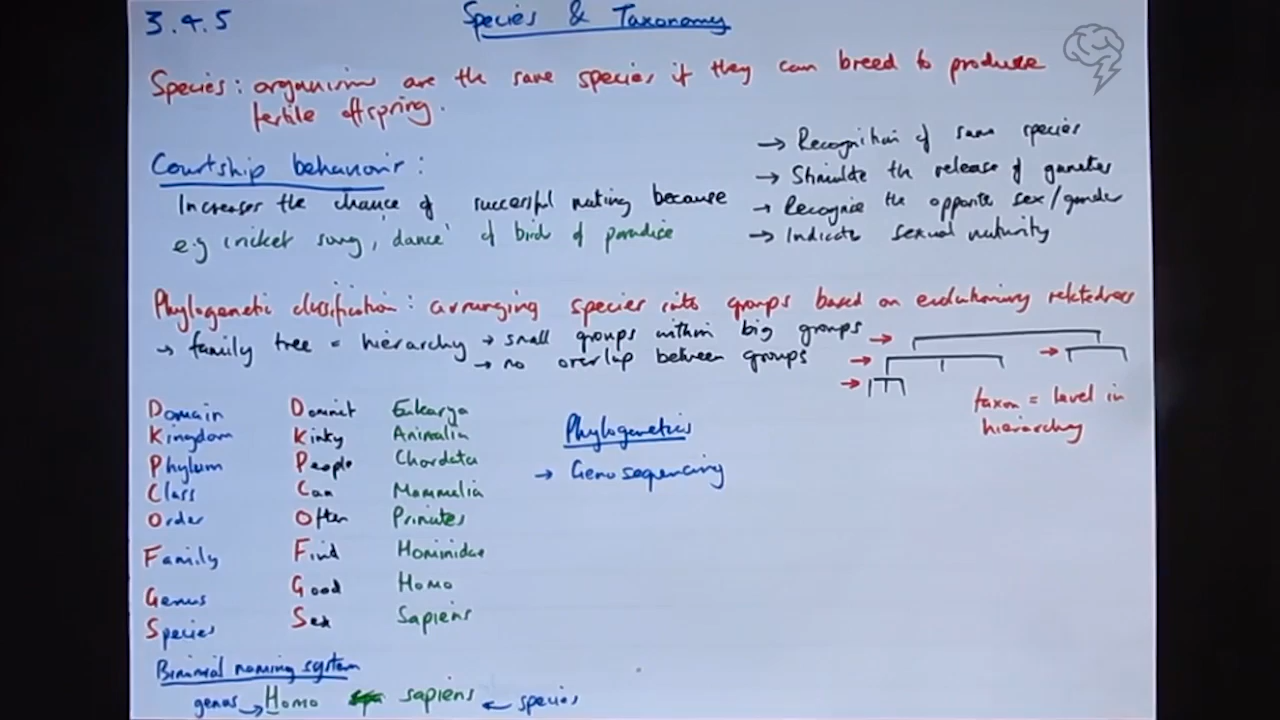 3.4.5 Species & Taxonomy
Species: organisms are the same species if they can breed to produce
fertile offspring.
Courtship behaviour:
Increases the chance of successful mating because
e.g cricket song, 'dance' of bird of paradise
→ Recognition of same species
→ Stimulate the release of gametes
→ Recognise the opposite sex/gender
→ Indicate sexual maturity
Phylogenetic classification: arranging species into groups based on evolutionary relatedness
→ family tree = hierarchy → small groups within big groups
→ no overlap between groups
taxon = level in
hierarchy
Domain Dominet Eukarya
Kingdom Kinky Animalia
Phylum People Chordata
Class Can Mammalia
Order Often Primates
Family Find Hominidae
Genus Good Homo
Species Sex Sapiens
Phylogenetics
→ Genosequencing
Binimial naming system
genus → Homo sapiens ← species